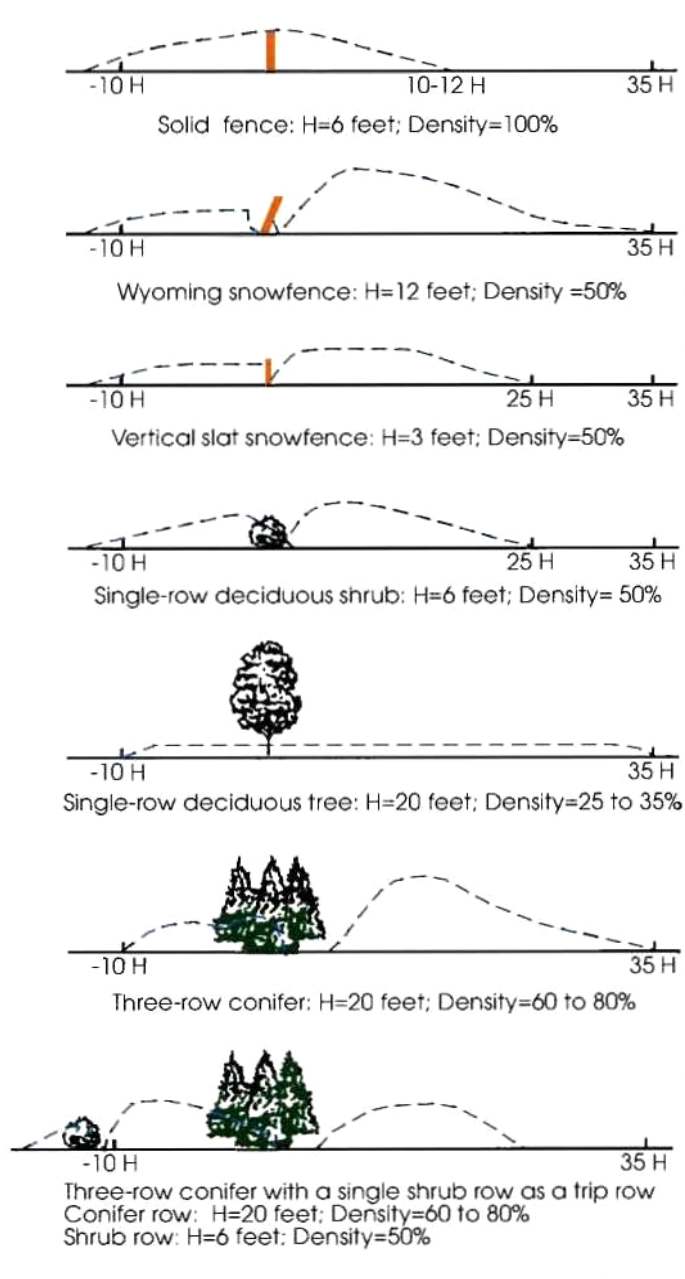 -10 H 10-12 H 35 H
Solid fence: H=6 feet; Density=100%
-10 H 35 H
Wyoming snowfence: H=12 feet; Density =50%
-10 H 25 H 35 H
Vertical slat snowfence: H=3 feet; Density=50%
-10 H 25 H 35 H
Single-row deciduous shrub: H=6 feet; Density= 50%
-10 H 35 H
Single-row deciduous tree: H=20 feet; Density=25 to 35%
-10 H 35 H
Three-row conifer: H=20 feet; Density=60 to 80%
-10 H 35 H
Three-row conifer with a single shrub row as a trip row
Conifer row: H=20 feet; Density=60 to 80%
Shrub row: H=6 feet; Density=50%